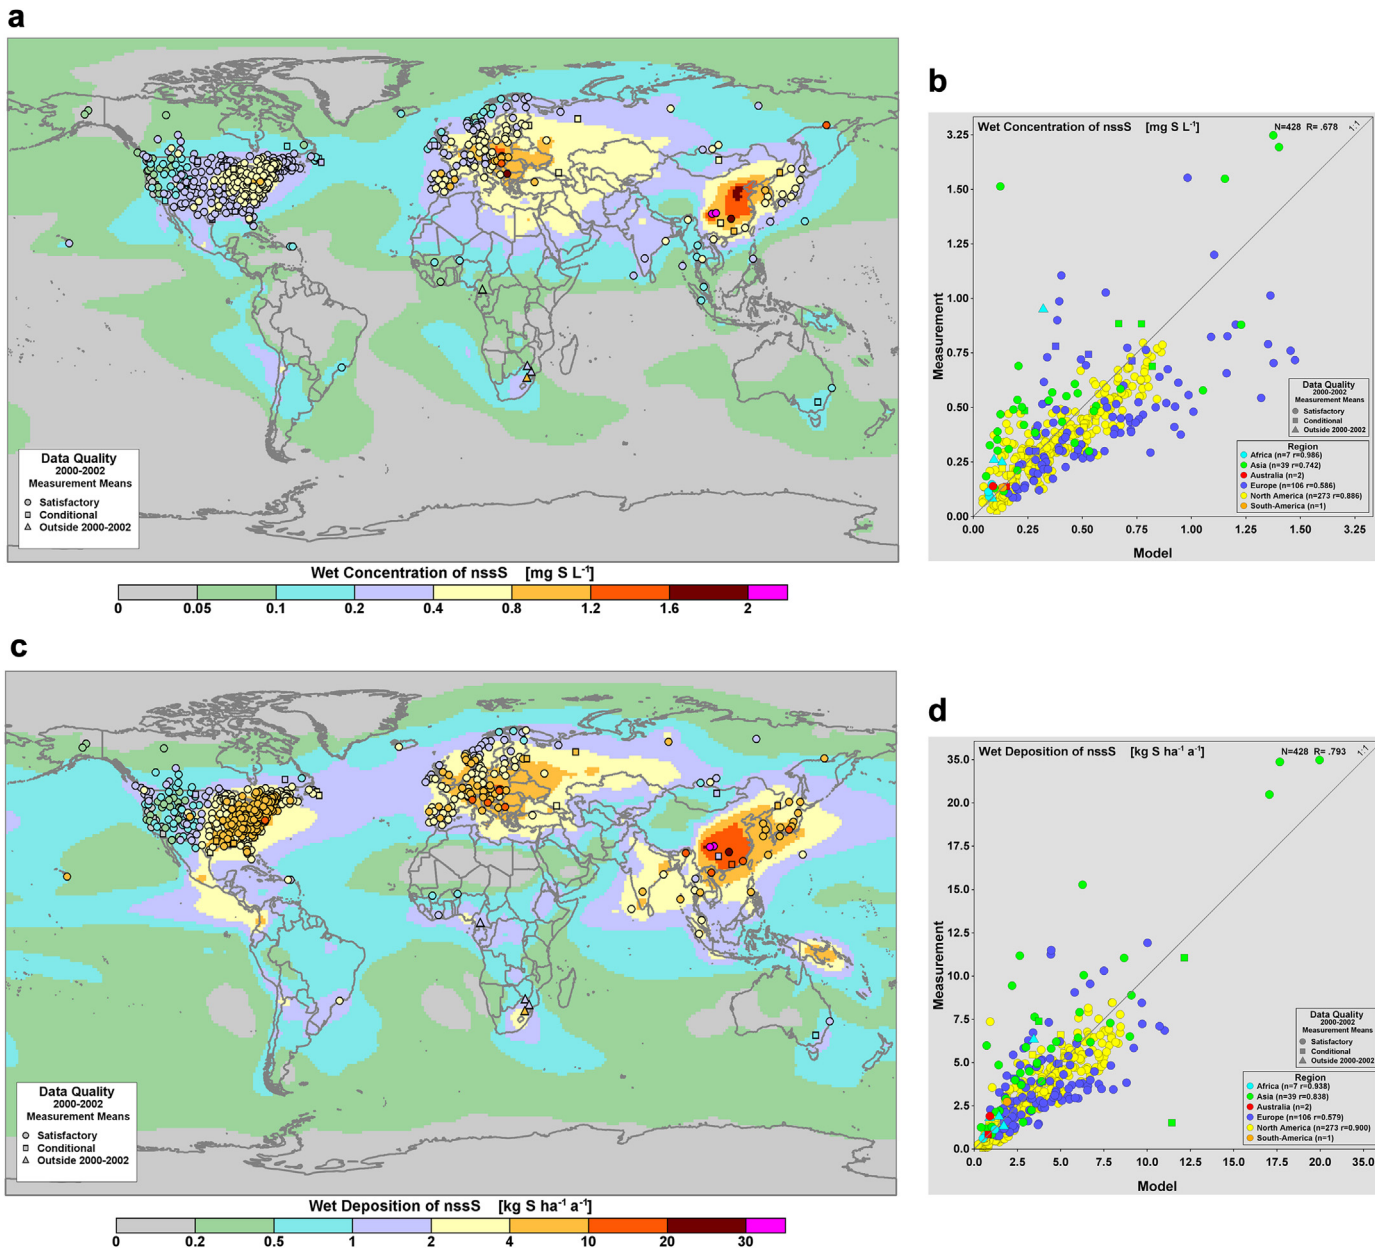 a
Data Quality
2000-2002
Measurement Means
Satisfactory
Conditional
Outside 2000-2002
Wet Concentration of nssS [mg S L-1]
0 0.05 0.1 0.2 0.4 0.8 1.2 1.6 2
b
Wet Concentration of nssS [mg S L-1] N=428 R= .678 1:1
3.25
1.50
1.25
1.00
0.75
0.50
0.25
0.00
Measurement
Data Quality
2000-2002
Measurement Means
Satisfactory
Conditional
Outside 2000-2002
Region
Africa (n=7 r=0.986)
Asia (n=39 r=0.742)
Australia (n=2)
Europe (n=106 r=0.586)
North America (n=273 r=0.886)
South-America (n=1)
0.00 0.25 0.50 0.75 1.00 1.25 1.50 3.25
Model
c
Data Quality
2000-2002
Measurement Means
Satisfactory
Conditional
Outside 2000-2002
Wet Deposition of nssS [kg S ha-1 a-1]
0 0.2 0.5 1 2 4 10 20 30
d
Wet Deposition of nssS [kg S ha-1 a-1] N=428 R= .793 1:1
35.0
20.0
17.5
15.0
12.5
10.0
7.5
5.0
2.5
0.0
Measurement
Data Quality
2000-2002
Measurement Means
Satisfactory
Conditional
Outside 2000-2002
Region
Africa (n=7 r=0.938)
Asia (n=39 r=0.838)
Australia (n=2)
Europe (n=106 r=0.579)
North America (n=273 r=0.900)
South-America (n=1)
0.0 2.5 5.0 7.5 10.0 12.5 15.0 17.5 20.0 35.0
Model